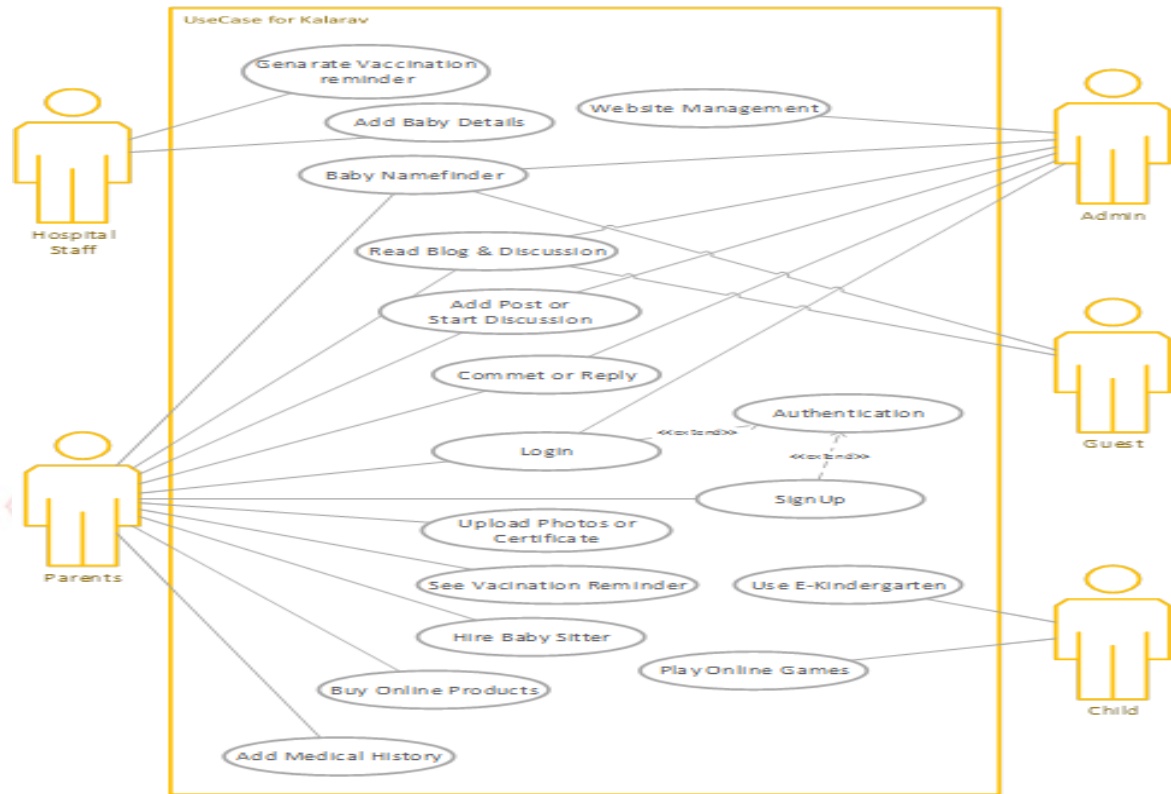 UseCase for Kalarav
Genarate Vaccination
reminder
Add Baby Details
Website Management
Baby Namefinder
Hospital
Staff
Admin
Read Blog & Discussion
Add Post or
Start Discussion
Commet or Reply
Authentication
<<extend>>
Login
Guest
<<extend>>
SignUp
Upload Photos or
Certificate
Parents
See Vacination Reminder
Use E-Kindergarten
Hire Baby Sitter
Play Online Games
Buy Online Products
Child
Add Medical History